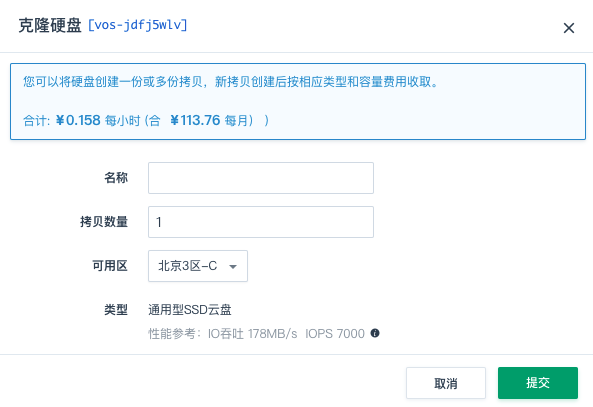 克隆硬盘 [vos-jdfj5wlv]
您可以将硬盘创建一份或多份拷贝，新拷贝创建后按相应类型和容量费用收取。
合计: ¥0.158 每小时 (合 ¥113.76 每月） ）
名称
拷贝数量 1
可用区 北京3区-C
类型 通用型SSD云盘
性能参考：IO吞吐 178MB/s IOPS 7000
取消 提交